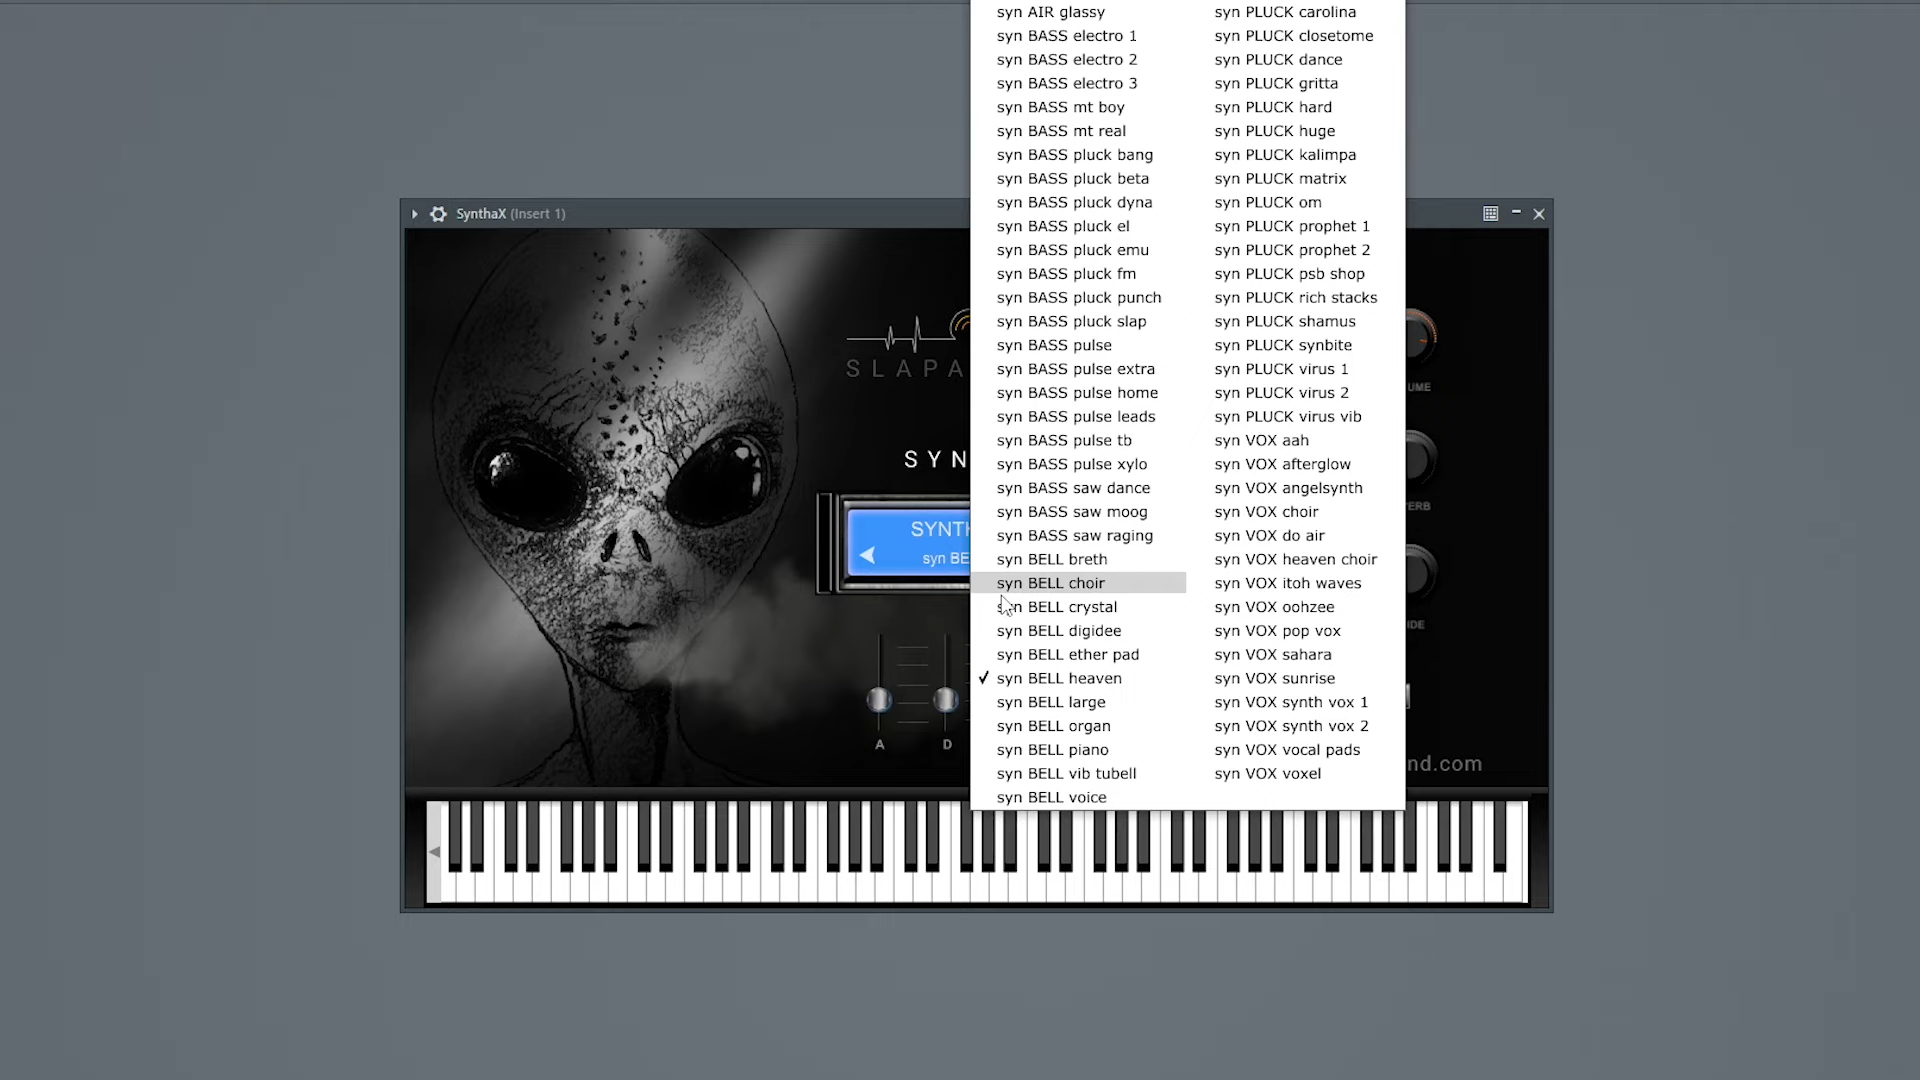 syn AIR glassy
syn BASS electro 1
syn BASS electro 2
syn BASS electro 3
syn BASS mt boy
syn BASS mt real
syn BASS pluck bang
syn BASS pluck beta
syn BASS pluck dyna
syn BASS pluck el
syn BASS pluck emu
syn BASS pluck fm
syn BASS pluck punch
syn BASS pluck slap
syn BASS pulse
syn BASS pulse extra
syn BASS pulse home
syn BASS pulse leads
syn BASS pulse tb
syn BASS pulse xylo
syn BASS saw dance
syn BASS saw moog
syn BASS saw raging
syn BELL breth
syn BELL choir
syn BELL crystal
syn BELL digidee
syn BELL ether pad
syn BELL heaven
syn BELL large
syn BELL organ
syn BELL piano
syn BELL vib tubell
syn BELL voice
syn PLUCK carolina
syn PLUCK closetome
syn PLUCK dance
syn PLUCK gritta
syn PLUCK hard
syn PLUCK huge
syn PLUCK kalimpa
syn PLUCK matrix
syn PLUCK om
syn PLUCK prophet 1
syn PLUCK prophet 2
syn PLUCK psb shop
syn PLUCK rich stacks
syn PLUCK shamus
syn PLUCK synbite
syn PLUCK virus 1
syn PLUCK virus 2
syn PLUCK virus vib
syn VOX aah
syn VOX afterglow
syn VOX angelsynth
syn VOX choir
syn VOX do air
syn VOX heaven choir
syn VOX itoh waves
syn VOX oohzee
syn VOX pop vox
syn VOX sahara
syn VOX sunrise
syn VOX synth vox 1
syn VOX synth vox 2
syn VOX vocal pads
syn VOX voxel
SynthaX (Insert 1)
SLAPA
SYN
SYNTH
syn BE
A D
UME
ERB
IDE
nd.com